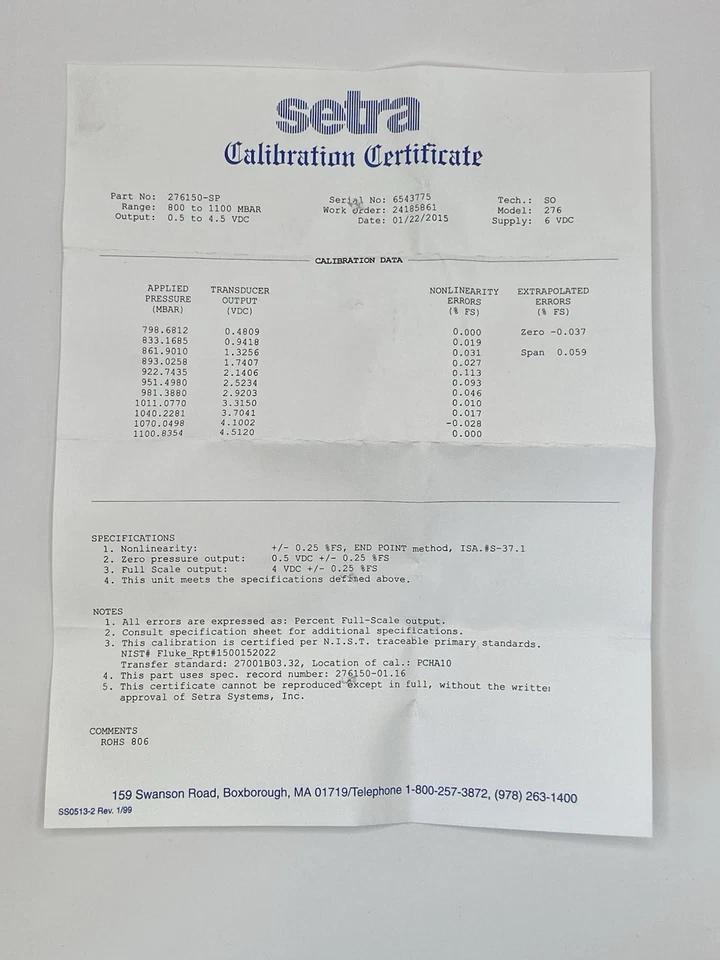 setra
Calibration Certificate
Part No: 276150-SP Serial No: 6543775 Tech.: SO
Range: 800 to 1100 MBAR Work Order: 24185861 Model: 276
Output: 0.5 to 4.5 VDC Date: 01/22/2015 Supply: 6 VDC
CALIBRATION DATA
APPLIED TRANSDUCER NONLINEARITY EXTRAPOLATED
PRESSURE OUTPUT ERRORS ERRORS
(MBAR) (VDC) (% FS) (% FS)
798.6812 0.4809 0.000 Zero -0.037
833.1685 0.9418 0.019
861.9010 1.3256 0.031 Span 0.059
893.0258 1.7407 0.027
922.7435 2.1406 0.113
951.4980 2.5234 0.093
981.3880 2.9203 0.046
1011.0770 3.3150 0.010
1040.2281 3.7041 0.017
1070.0498 4.1002 -0.028
1100.8354 4.5120 0.000
SPECIFICATIONS
1. Nonlinearity: +/- 0.25 %FS, END POINT method, ISA.#S-37.1
2. Zero pressure output: 0.5 VDC +/- 0.25 %FS
3. Full Scale output: 4 VDC +/- 0.25 %FS
4. This unit meets the specifications defined above.
NOTES
1. All errors are expressed as: Percent Full-Scale output.
2. Consult specification sheet for additional specifications.
3. This calibration is certified per N.I.S.T. traceable primary standards.
NIST# Fluke_Rpt#1500152022
Transfer standard: 27001B03.32, Location of cal.: PCHA10
4. This part uses spec. record number: 276150-01.16
5. This certificate cannot be reproduced except in full, without the writte
approval of Setra Systems, Inc.
COMMENTS
ROHS 806
159 Swanson Road, Boxborough, MA 01719/Telephone 1-800-257-3872, (978) 263-1400
SS0513-2 Rev. 1/99